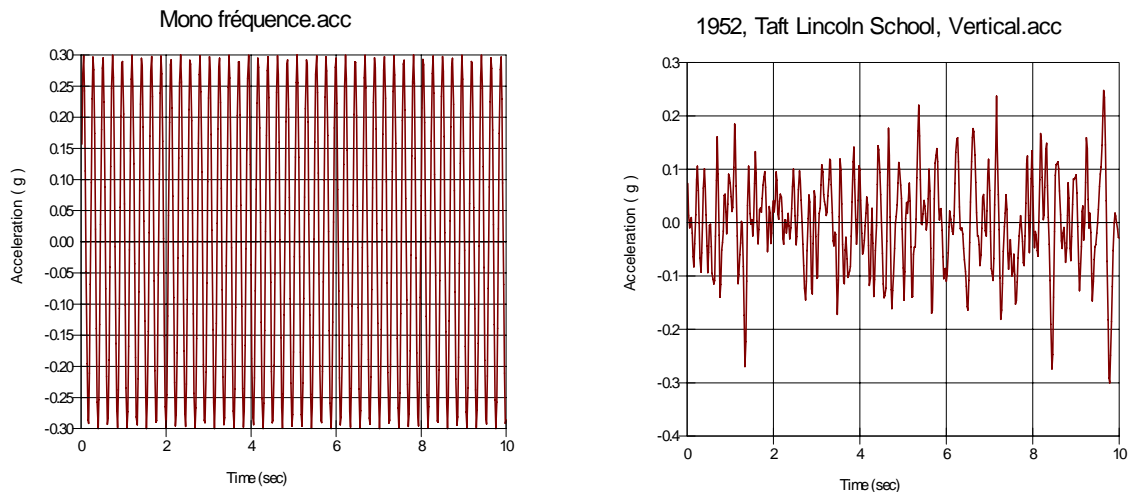 Mono fréquence.acc
0.30
0.25
0.20
0.15
0.10
0.05
0.00
-0.05
-0.10
-0.15
-0.20
-0.25
-0.30
Acceleration ( g )
0 2 4 6 8 10
Time (sec)
1952, Taft Lincoln School, Vertical.acc
0.3
0.2
0.1
0.0
-0.1
-0.2
-0.3
-0.4
Acceleration ( g )
0 2 4 6 8 10
Time (sec)